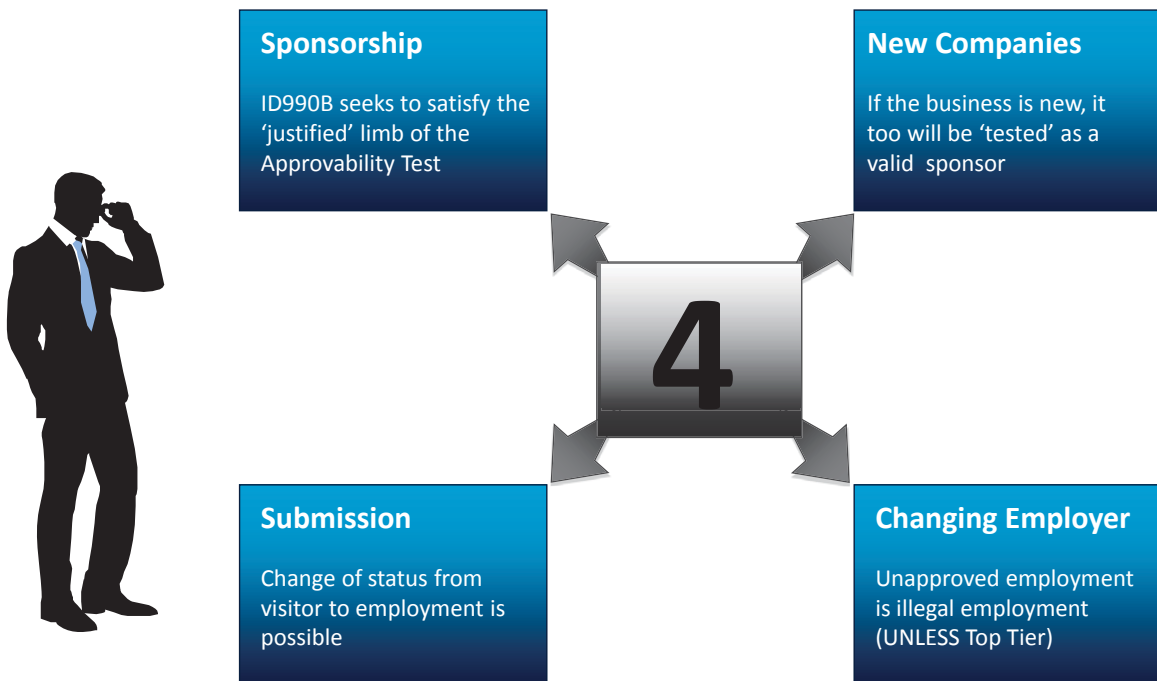 Sponsorship
ID990B seeks to satisfy the
‘justified’ limb of the
Approvability Test
New Companies
If the business is new, it
too will be ‘tested’ as a
valid sponsor
4
Submission
Change of status from
visitor to employment is
possible
Changing Employer
Unapproved employment
is illegal employment
(UNLESS Top Tier)